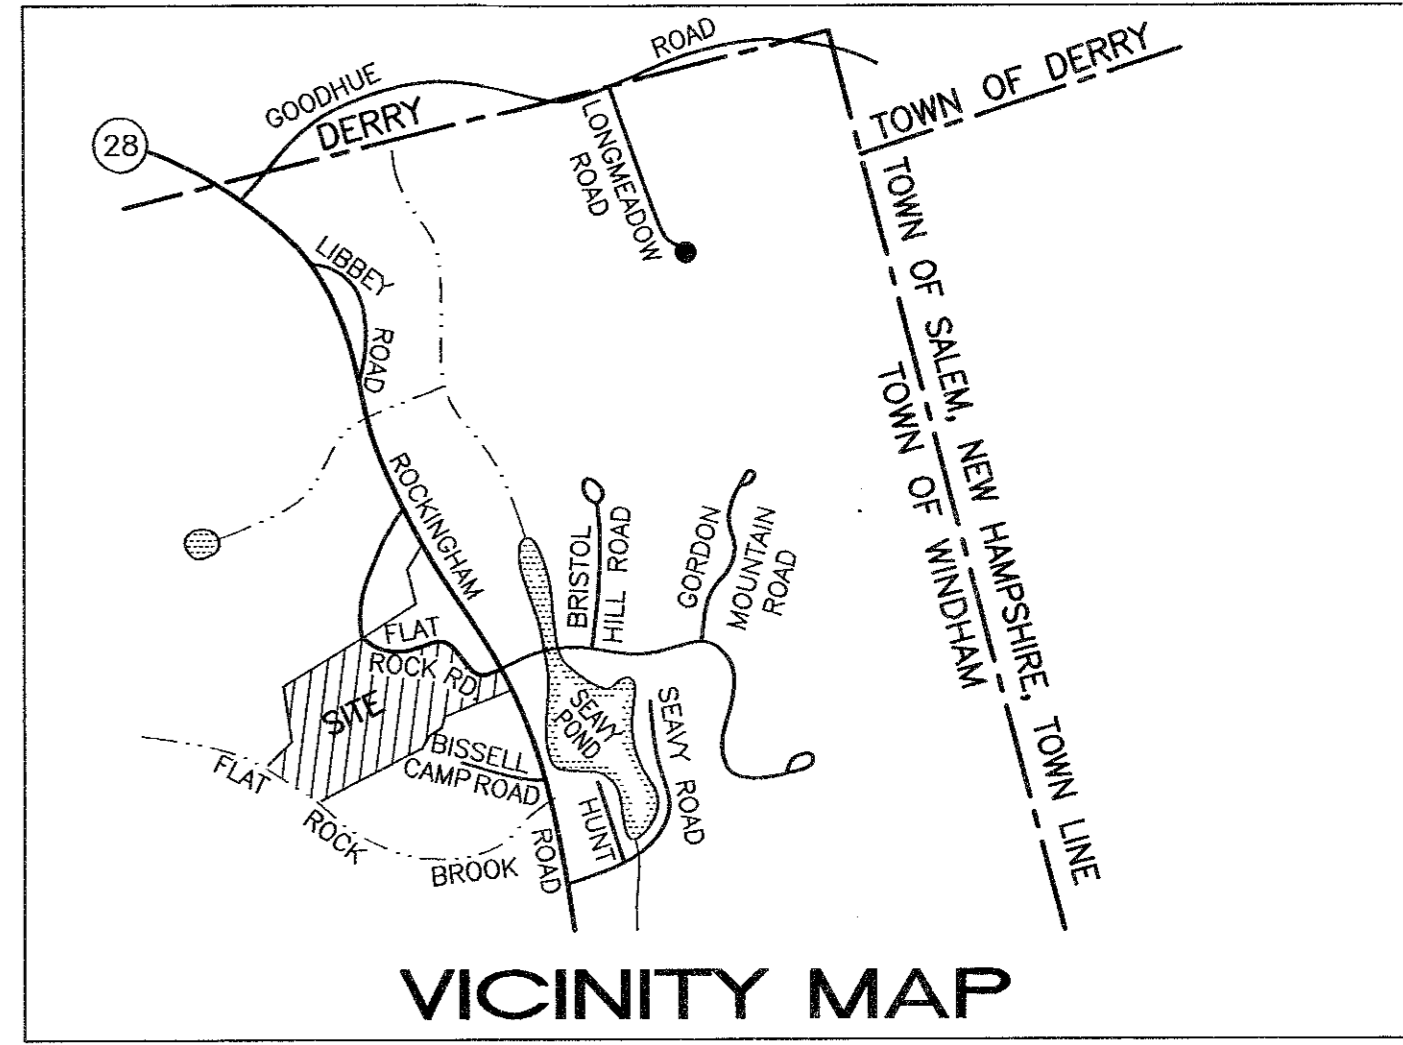 GOODHUE
ROAD
DERRY
28
TOWN OF DERRY
LONGMEADOW
ROAD
LIBBEY
ROAD
TOWN OF SALEM, NEW HAMPSHIRE, TOWN LINE
TOWN OF WINDHAM
ROCKINGHAM
BRISTOL
HILL ROAD
GORDON
MOUNTAIN
ROAD
FLAT
ROCK RD.
SITE
SEAVY
POND
SEAVY ROAD
BISSELL
CAMP ROAD
FLAT
ROCK
BROOK
ROAD
HUNT
VICINITY MAP